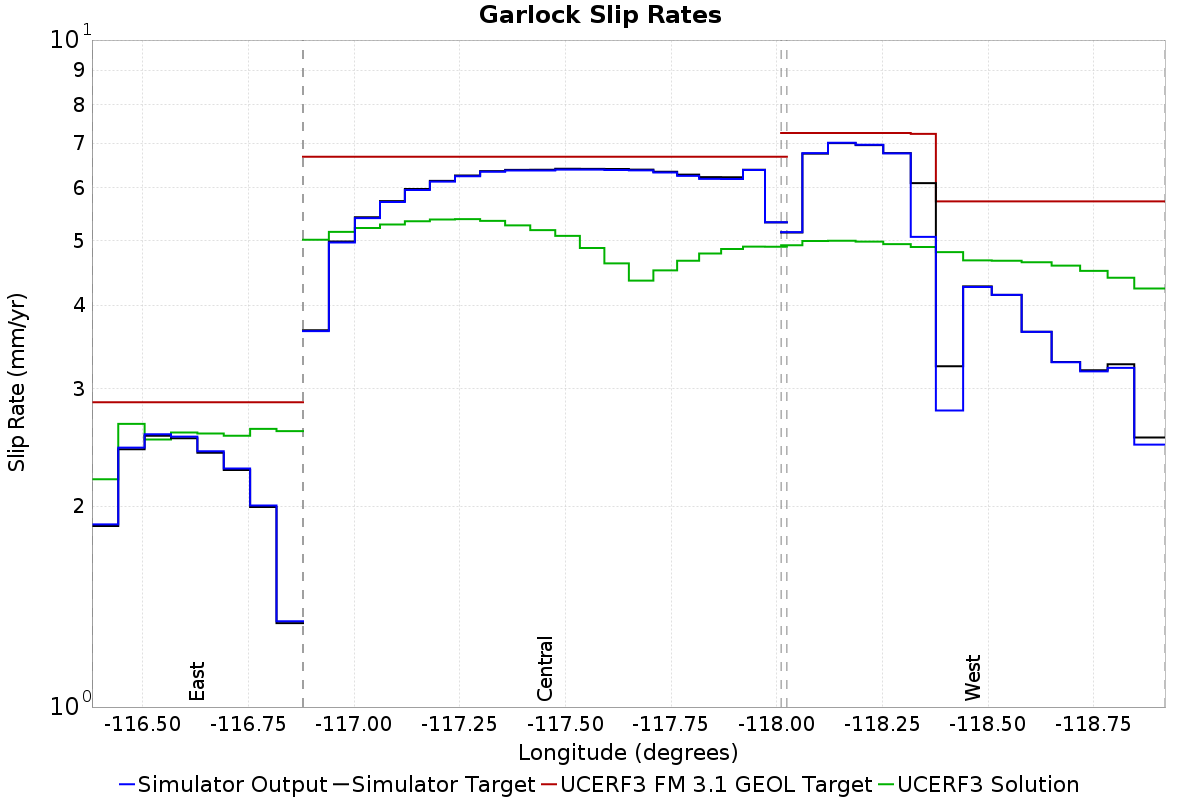 Garlock Slip Rates
10^1
9
8
7
6
5
4
3
2
10^0
Slip Rate (mm/yr)
East
Central
West
-116.50 -116.75 -117.00 -117.25 -117.50 -117.75 -118.00 -118.25 -118.50 -118.75
Longitude (degrees)
Simulator Output Simulator Target UCERF3 FM 3.1 GEOL Target UCERF3 Solution